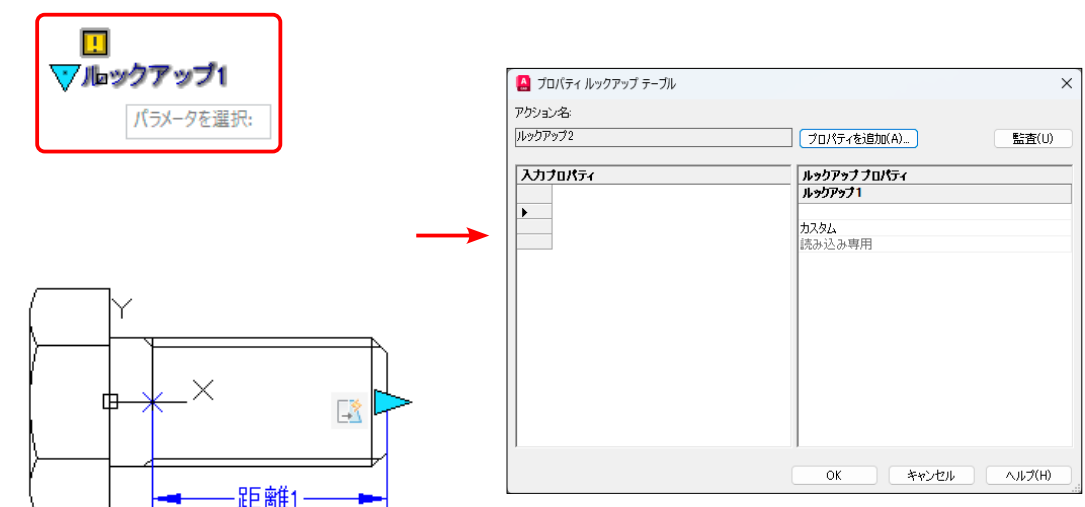 !
ルックアップ1
パラメータを選択:
Y
X
距離1
A
プロパティ ルックアップ テーブル
アクション名:
ルックアップ2
プロパティを追加(A)...
監査(U)
入力プロパティ
ルックアップ プロパティ
ルックアップ1
カスタム
読み込み専用
OK
キャンセル
ヘルプ(H)